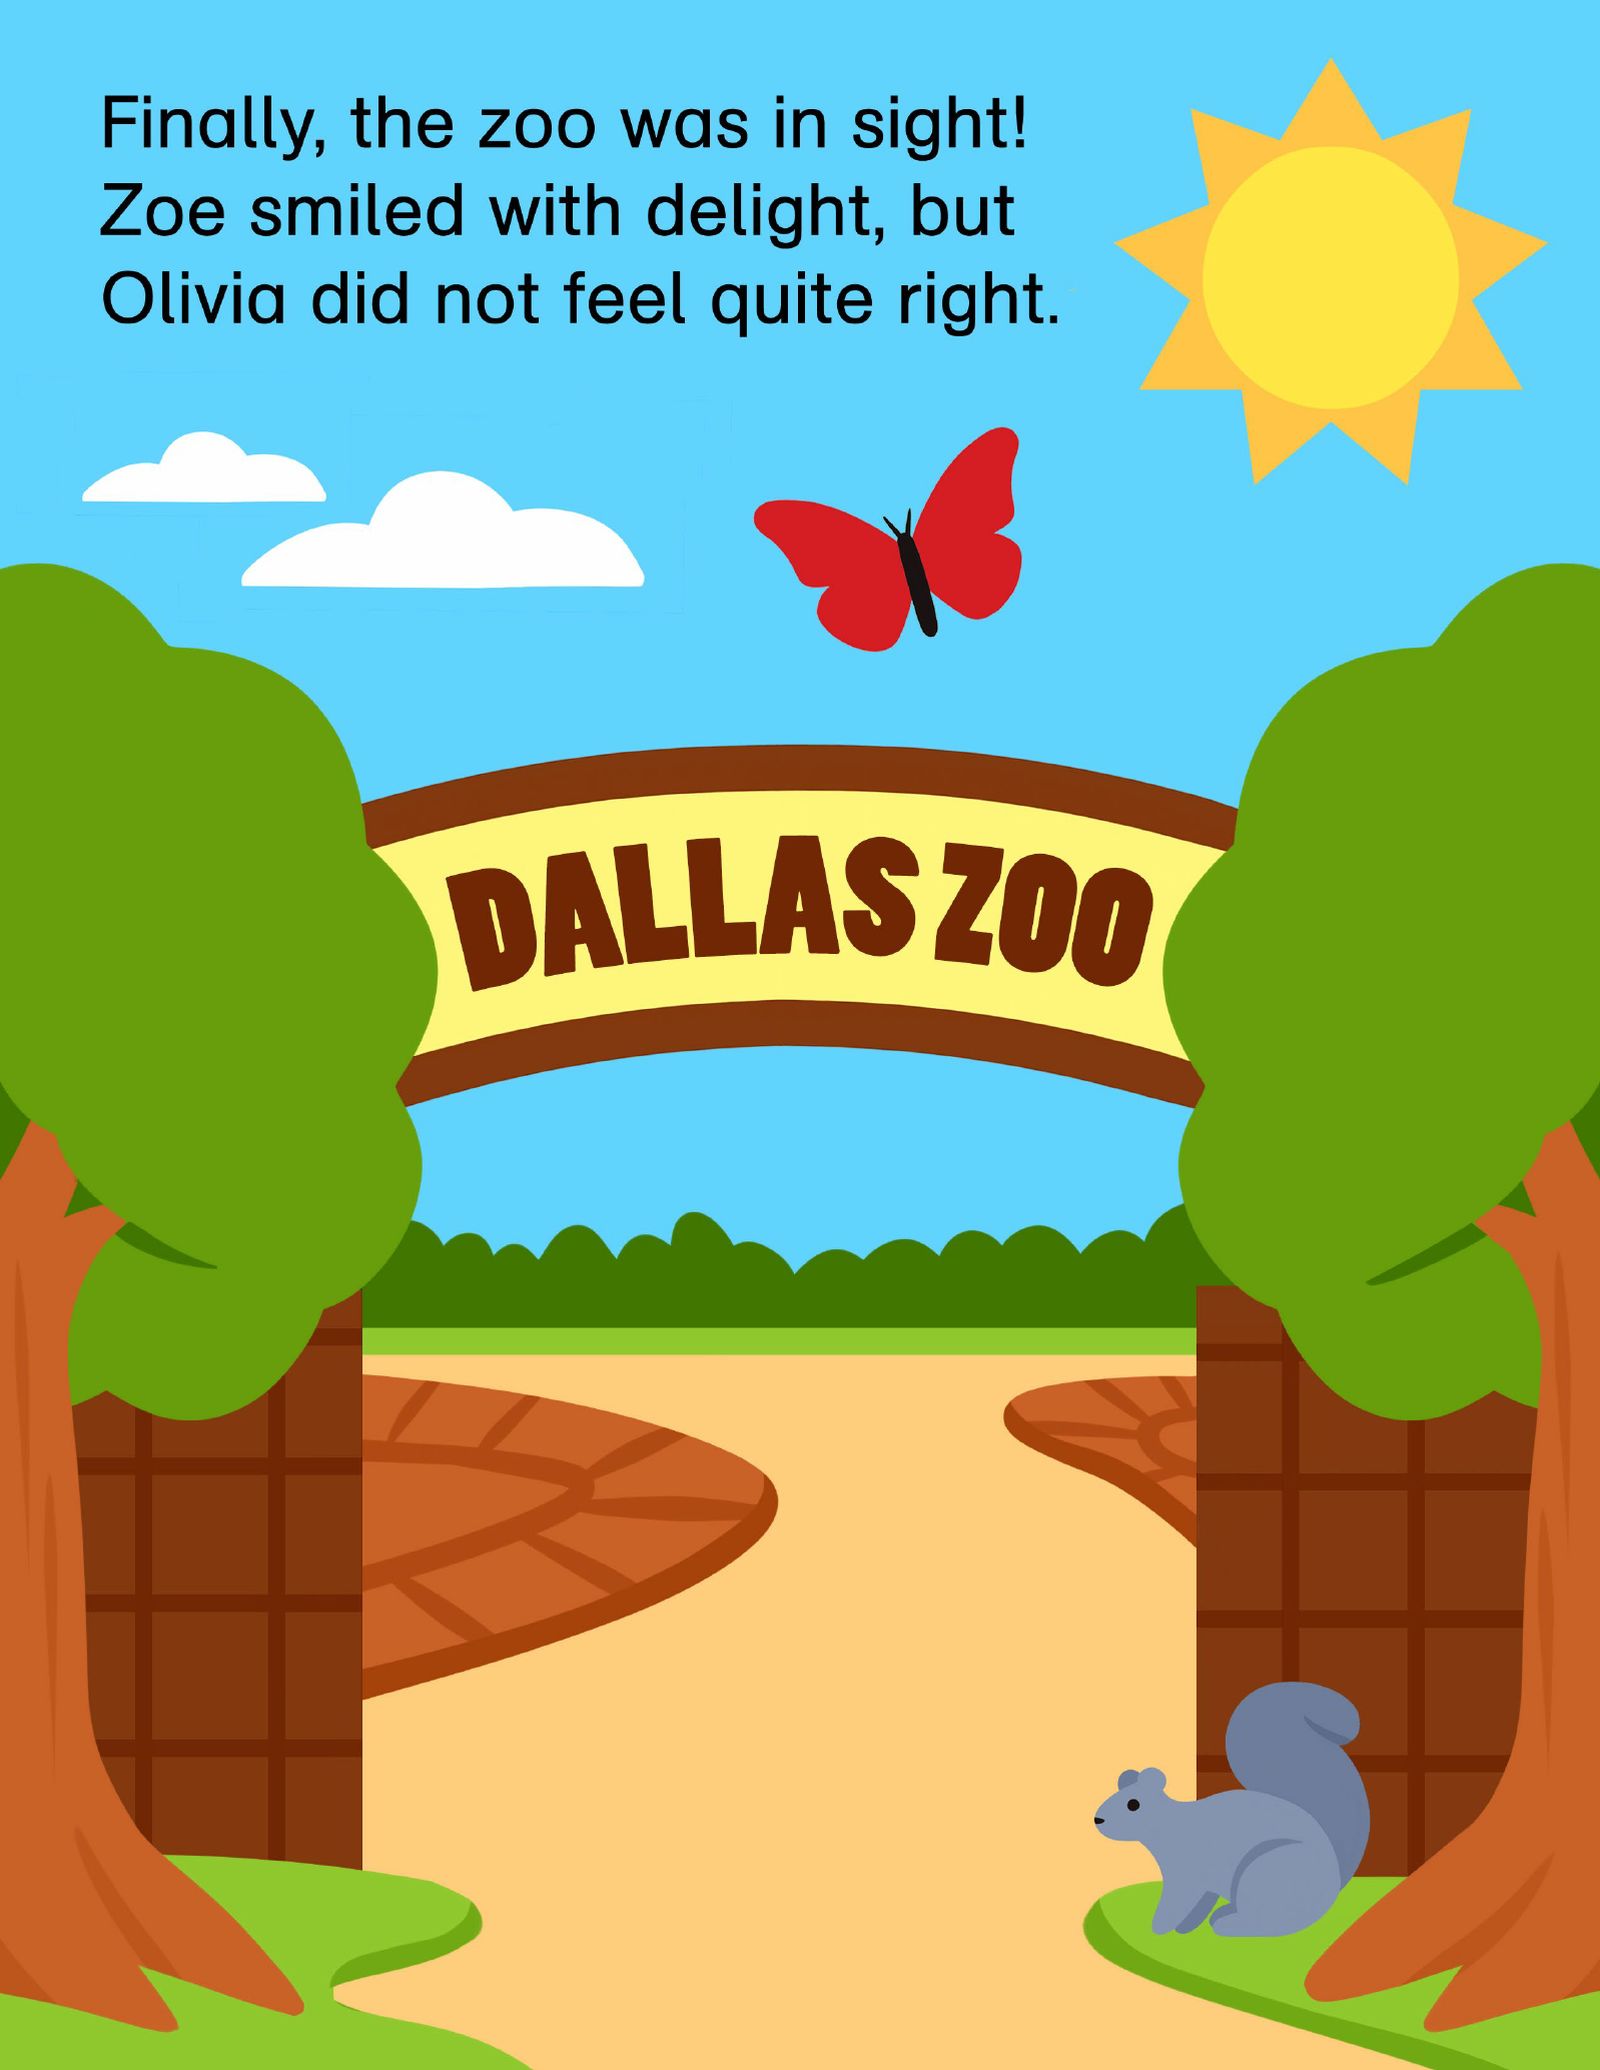 Finally, the zoo was in sight!
Zoe smiled with delight, but
Olivia did not feel quite right.
DALLAS ZOO